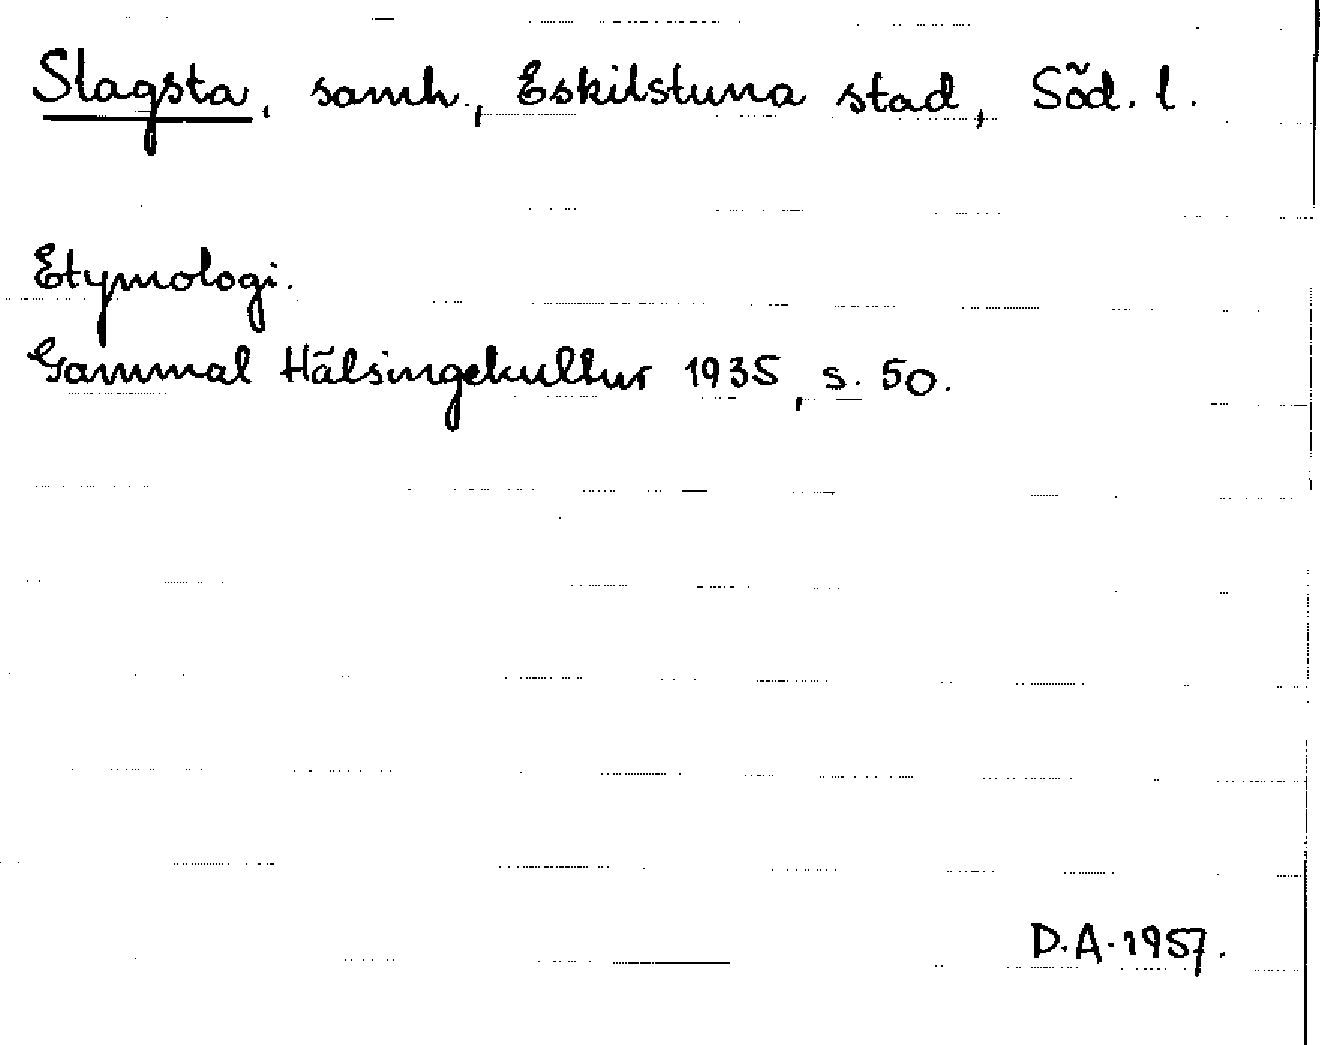 Slagsta, samh., Eskilstuna stad, Söd. l.
Etymologi.
Gammal Hälsingekultur 1935, s. 50.
D.A. 1957.